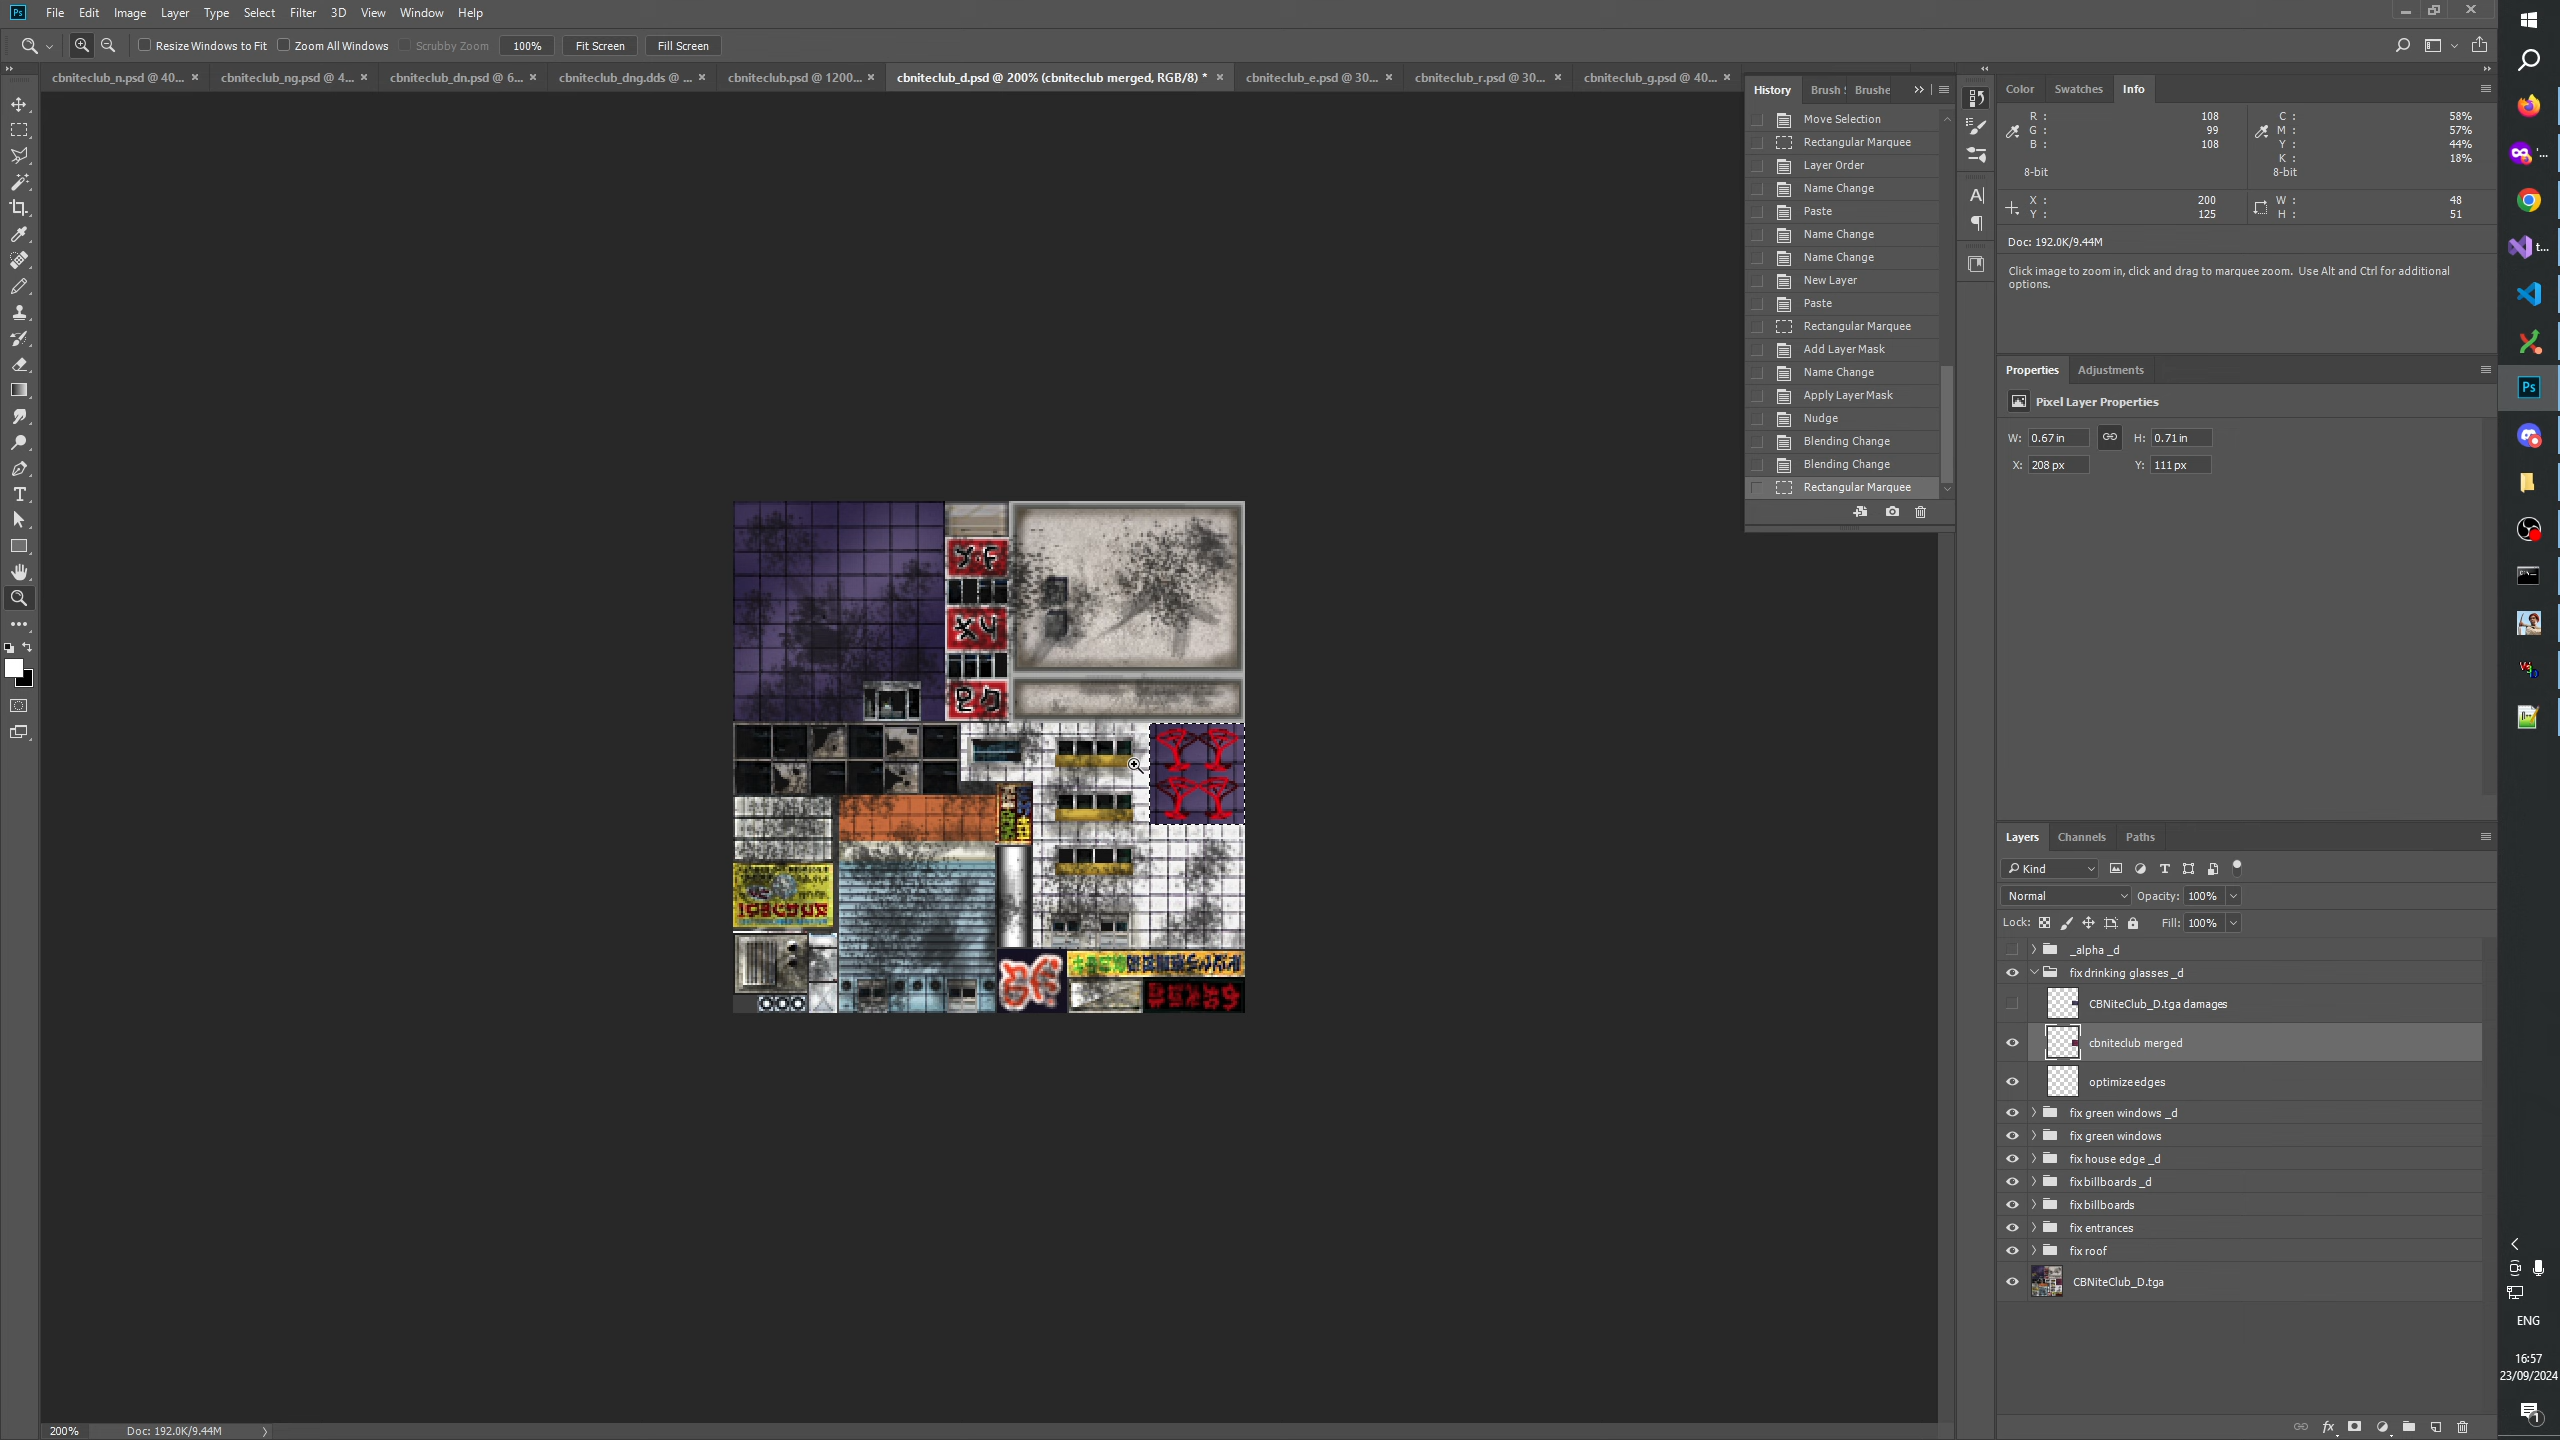 Ps File Edit Image Layer Type Select Filter 3D View Window Help
Resize Windows to Fit Zoom All Windows Scrubby Zoom 100% Fit Screen Fill Screen
cbniteclub_n.psd @ 40... × cbniteclub_ng.psd @ 4... × cbniteclub_dn.psd @ 6... × cbniteclub_dng.dds @ ... × cbniteclub.psd @ 1200... × cbniteclub_d.psd @ 200% (cbniteclub merged, RGB/8) * × cbniteclub_e.psd @ 30... × cbniteclub_r.psd @ 30... × cbniteclub_g.psd @ 40... ×
History Brush Brushe
Move Selection
Rectangular Marquee
Layer Order
Name Change
Paste
Name Change
Name Change
New Layer
Paste
Rectangular Marquee
Add Layer Mask
Name Change
Apply Layer Mask
Nudge
Blending Change
Blending Change
Rectangular Marquee
Color Swatches Info
R : 108 C : 58%
G : 99 M : 57%
B : 108 Y : 44%
K : 18%
8-bit 8-bit
X : 200 W : 48
Y : 125 H : 51
Doc: 192.0K/9.44M
Click image to zoom in, click and drag to marquee zoom. Use Alt and Ctrl for additional
options.
Properties Adjustments
Pixel Layer Properties
W: 0.67 in H: 0.71 in
X: 208 px Y: 111 px
Layers Channels Paths
Kind
Normal Opacity: 100%
Lock: Fill: 100%
_alpha _d
fix drinking glasses _d
CBNiteClub_D.tga damages
cbniteclub merged
optimize edges
fix green windows _d
fix green windows
fix house edge _d
fix billboards _d
fix billboards
fix entrances
fix roof
CBNiteClub_D.tga
200% Doc: 192.0K/9.44M
ENG
16:57
23/09/2024
1